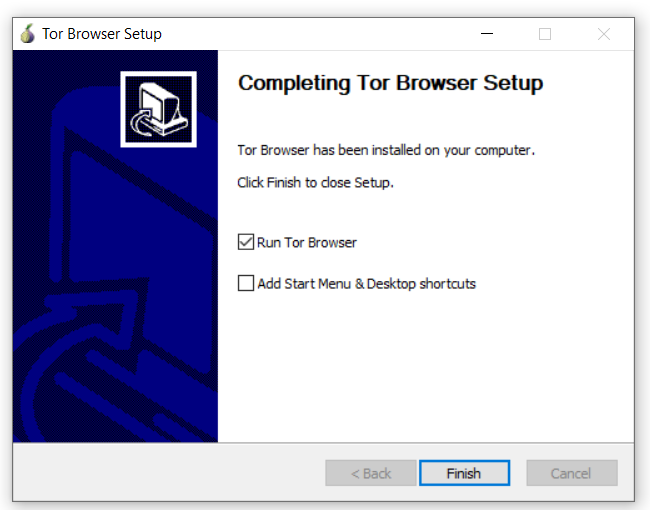 Tor Browser Setup
Completing Tor Browser Setup
Tor Browser has been installed on your computer.
Click Finish to close Setup.
Run Tor Browser
Add Start Menu & Desktop shortcuts
< Back
Finish
Cancel